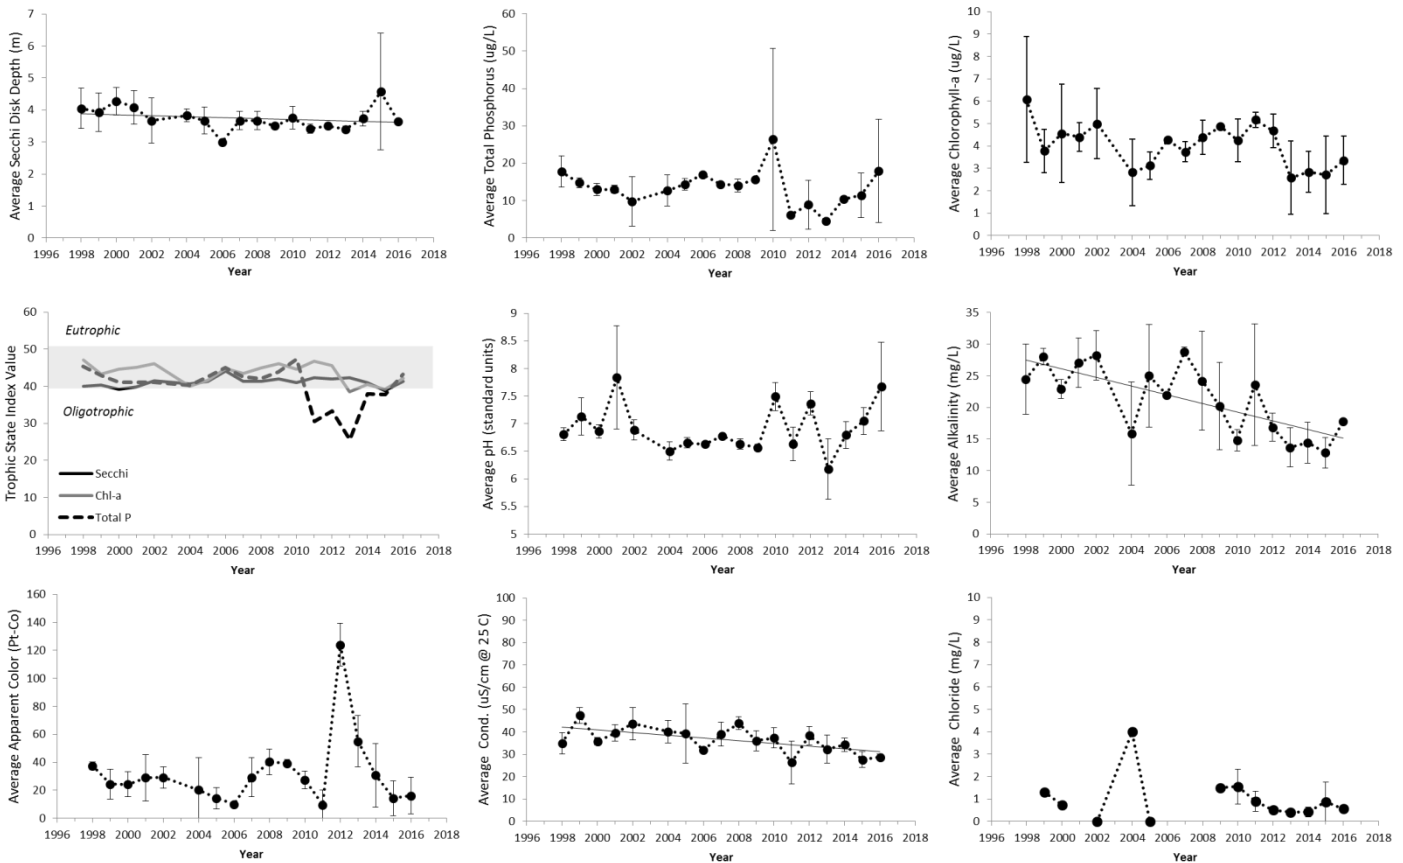 Average Secchi Disk Depth (m)
7
6
5
4
3
2
1
0
1996 1998 2000 2002 2004 2006 2008 2010 2012 2014 2016 2018
Year
Average Total Phosphorus (ug/L)
60
50
40
30
20
10
0
1996 1998 2000 2002 2004 2006 2008 2010 2012 2014 2016 2018
Year
Average Chlorophyll-a (ug/L)
10
9
8
7
6
5
4
3
2
1
0
1996 1998 2000 2002 2004 2006 2008 2010 2012 2014 2016 2018
Year
Trophic State Index Value
60
50
40
30
20
10
0
Eutrophic
Oligotrophic
Secchi
Chl-a
Total P
1996 1998 2000 2002 2004 2006 2008 2010 2012 2014 2016 2018
Year
Average pH (standard units)
9
8.5
8
7.5
7
6.5
6
5.5
5
1996 1998 2000 2002 2004 2006 2008 2010 2012 2014 2016 2018
Year
Average Alkalinity (mg/L)
35
30
25
20
15
10
5
0
1996 1998 2000 2002 2004 2006 2008 2010 2012 2014 2016 2018
Year
Average Apparent Color (Pt-Co)
160
140
120
100
80
60
40
20
0
1996 1998 2000 2002 2004 2006 2008 2010 2012 2014 2016 2018
Year
Average Cond. (uS/cm @ 25 C)
100
90
80
70
60
50
40
30
20
10
0
1996 1998 2000 2002 2004 2006 2008 2010 2012 2014 2016 2018
Year
Average Chloride (mg/L)
10
9
8
7
6
5
4
3
2
1
0
1996 1998 2000 2002 2004 2006 2008 2010 2012 2014 2016 2018
Year